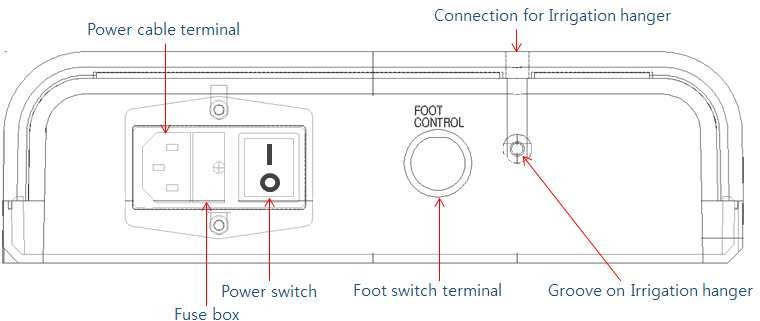 Connection for Irrigation hanger
Power cable terminal
FOOT
CONTROL
I
O
Power switch
Foot switch terminal
Groove on Irrigation hanger
Fuse box